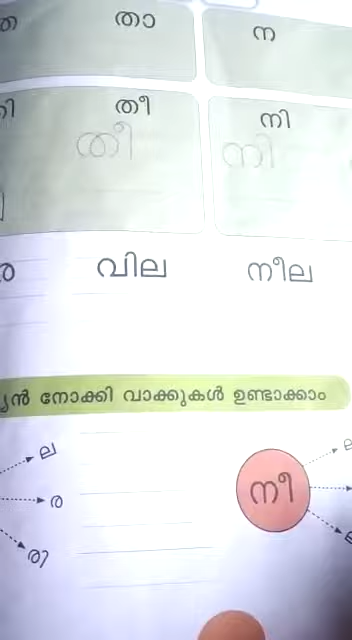 ത താ ന
തീ നി
തീ നി
വില നീല
നോക്കി വാക്കുകൾ ഉണ്ടാക്കാം
ല
നീ
ര
രു